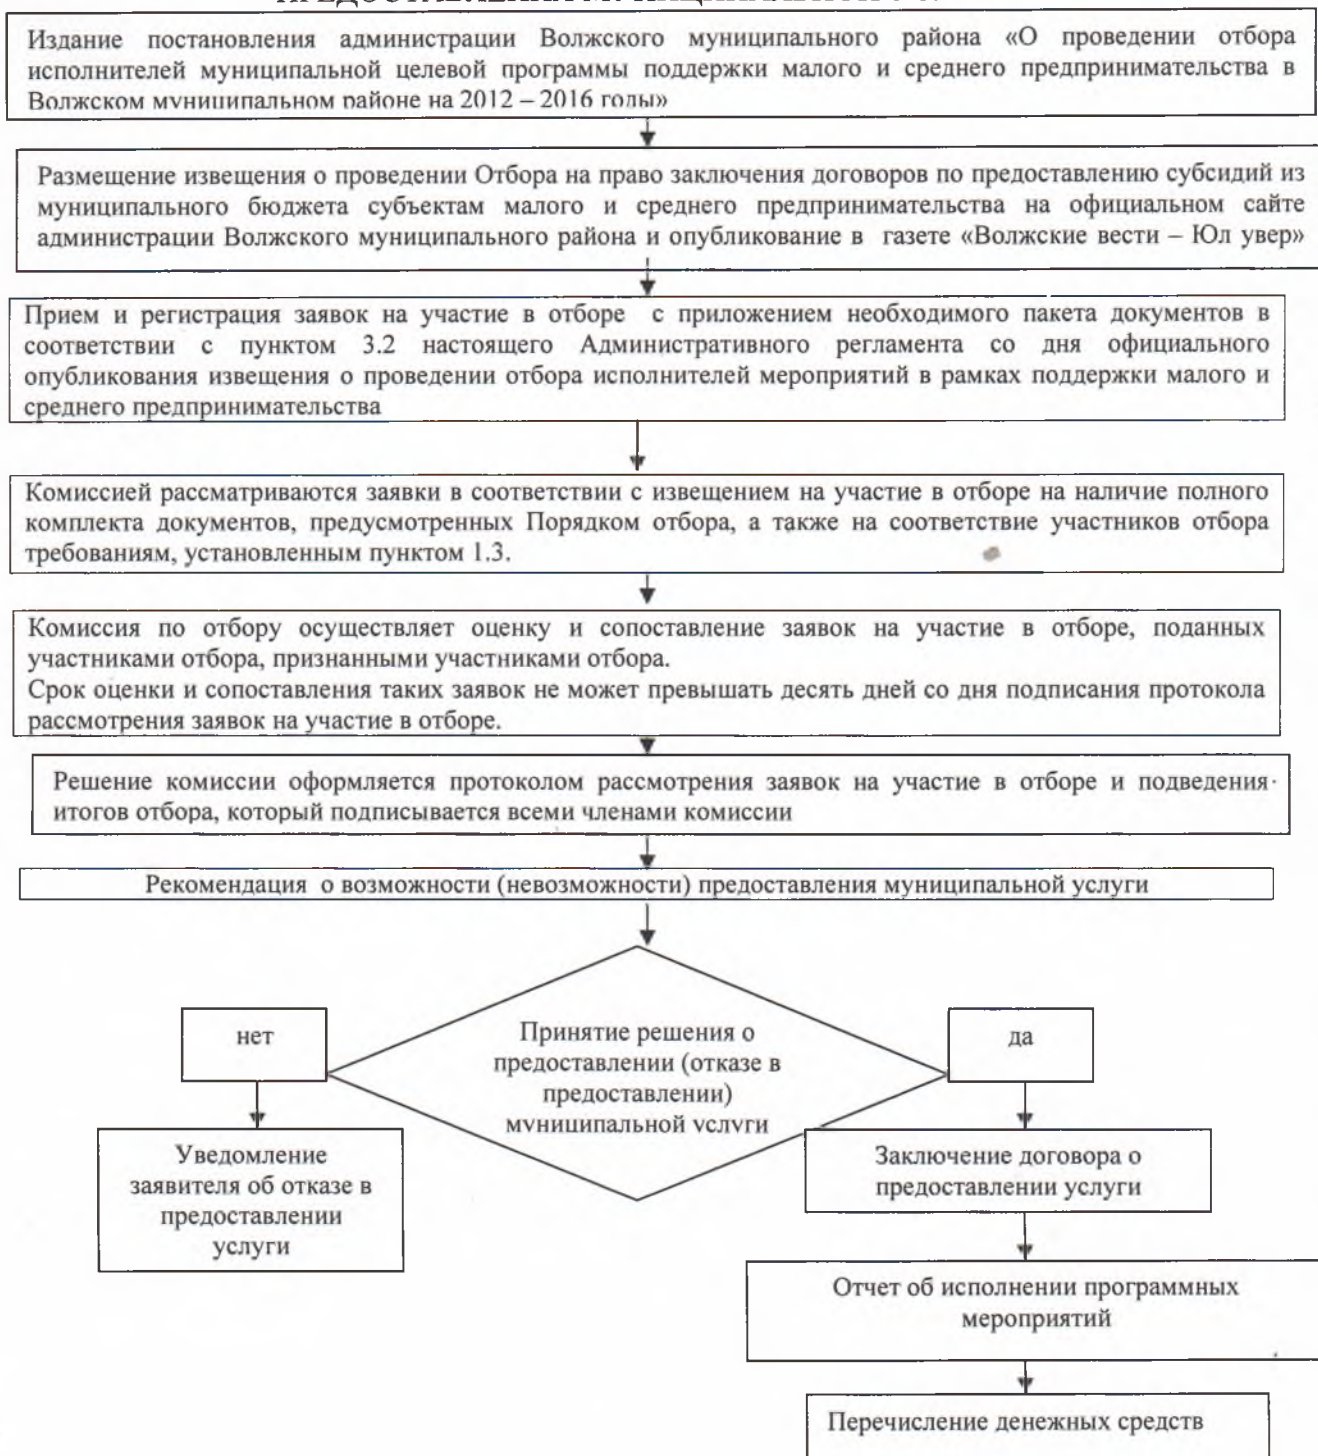 Издание постановления администрации Волжского муниципального района «О проведении отбора
исполнителей муниципальной целевой программы поддержки малого и среднего предпринимательства в
Волжском муниципальном районе на 2012 – 2016 годы»
Размещение извещения о проведении Отбора на право заключения договоров по предоставлению субсидий из
муниципального бюджета субъектам малого и среднего предпринимательства на официальном сайте
администрации Волжского муниципального района и опубликование в газете «Волжские вести – Юл увер»
Прием и регистрация заявок на участие в отборе с приложением необходимого пакета документов в
соответствии с пунктом 3.2 настоящего Административного регламента со дня официального
опубликования извещения о проведении отбора исполнителей мероприятий в рамках поддержки малого и
среднего предпринимательства
Комиссией рассматриваются заявки в соответствии с извещением на участие в отборе на наличие полного
комплекта документов, предусмотренных Порядком отбора, а также на соответствие участников отбора
требованиям, установленным пунктом 1.3.
Комиссия по отбору осуществляет оценку и сопоставление заявок на участие в отборе, поданных
участниками отбора, признанными участниками отбора.
Срок оценки и сопоставления таких заявок не может превышать десять дней со дня подписания протокола
рассмотрения заявок на участие в отборе.
Решение комиссии оформляется протоколом рассмотрения заявок на участие в отборе и подведения
итогов отбора, который подписывается всеми членами комиссии
Рекомендация о возможности (невозможности) предоставления муниципальной услуги
нет
Принятие решения о
предоставлении (отказе в
предоставлении)
муниципальной услуги
да
Уведомление
заявителя об отказе в
предоставлении
услуги
Заключение договора о
предоставлении услуги
Отчет об исполнении программных
мероприятий
Перечисление денежных средств